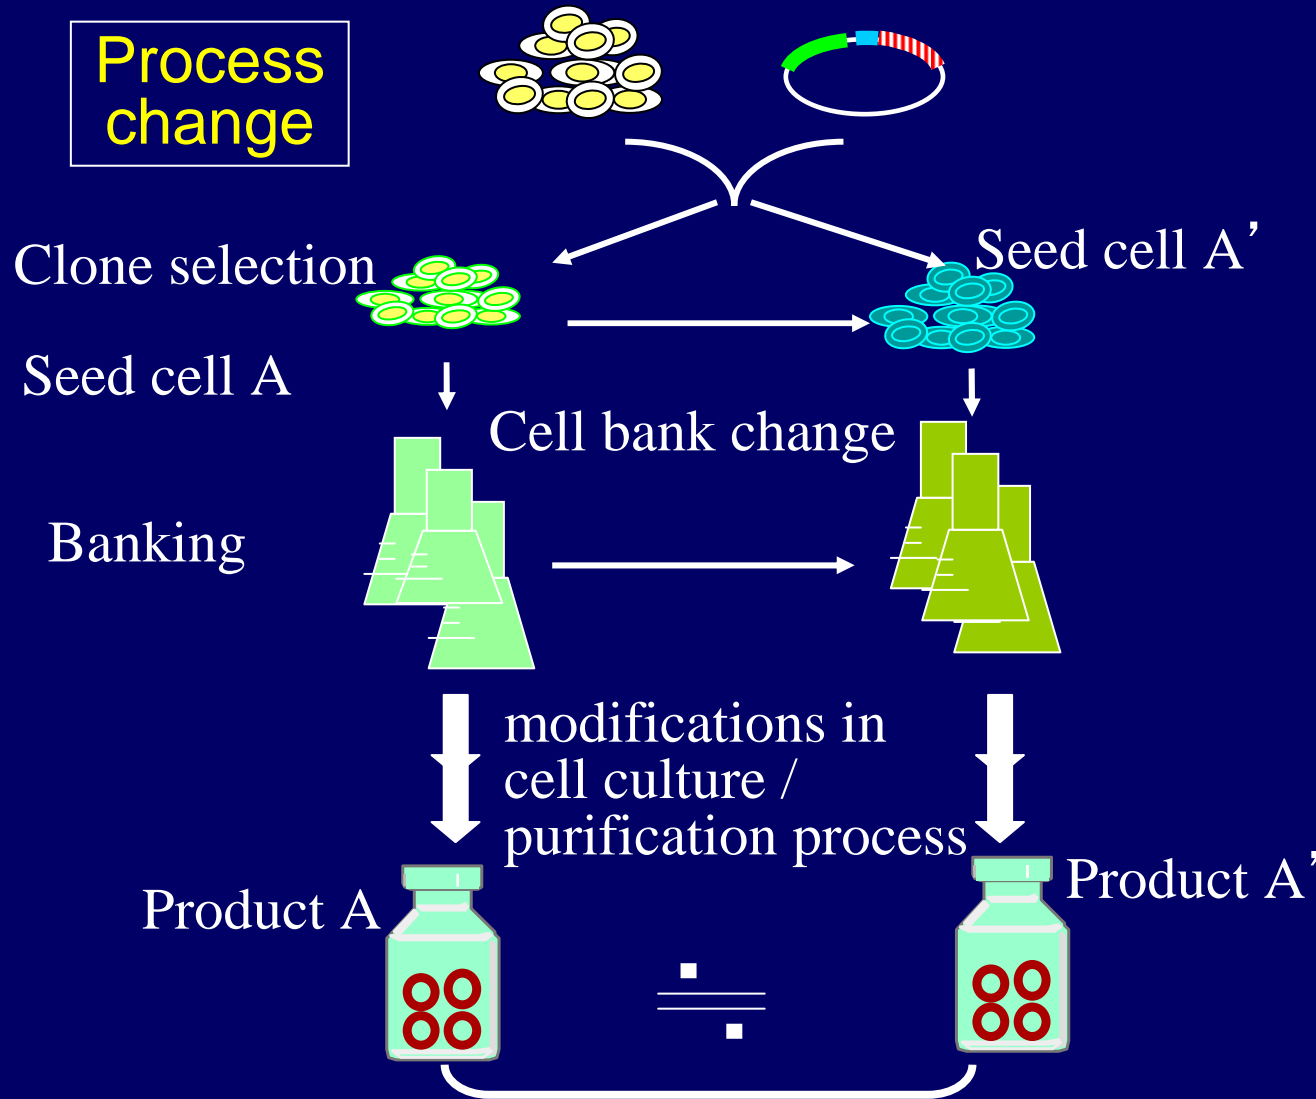 Process
change
Seed cell A’
Clone selection
Seed cell A
Cell bank change
Banking
modifications in
cell culture /
purification process
Product A
Product A’
≒